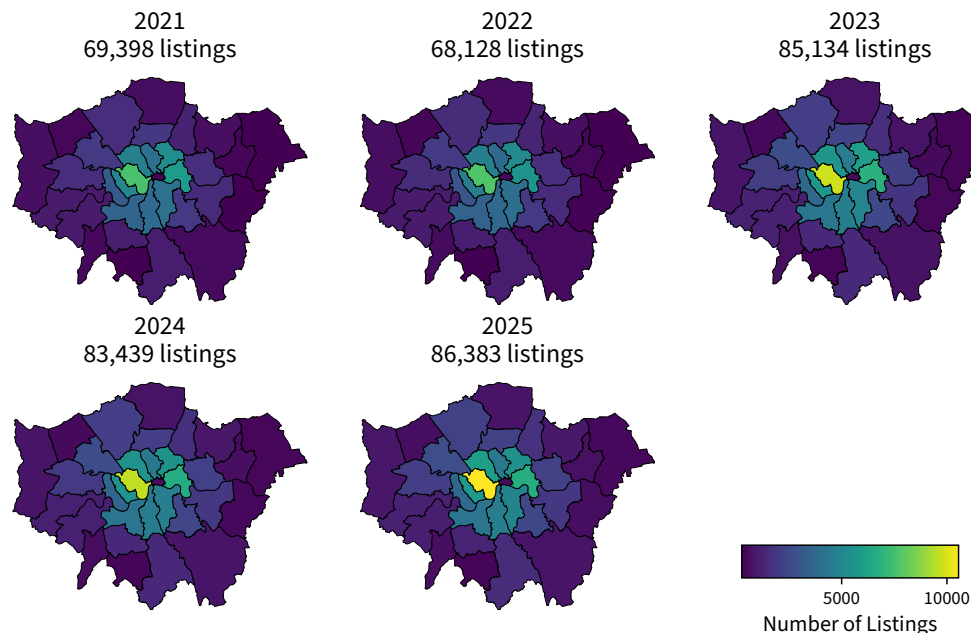 2021
69,398 listings
2022
68,128 listings
2023
85,134 listings
2024
83,439 listings
2025
86,383 listings
5000
10000
Number of Listings